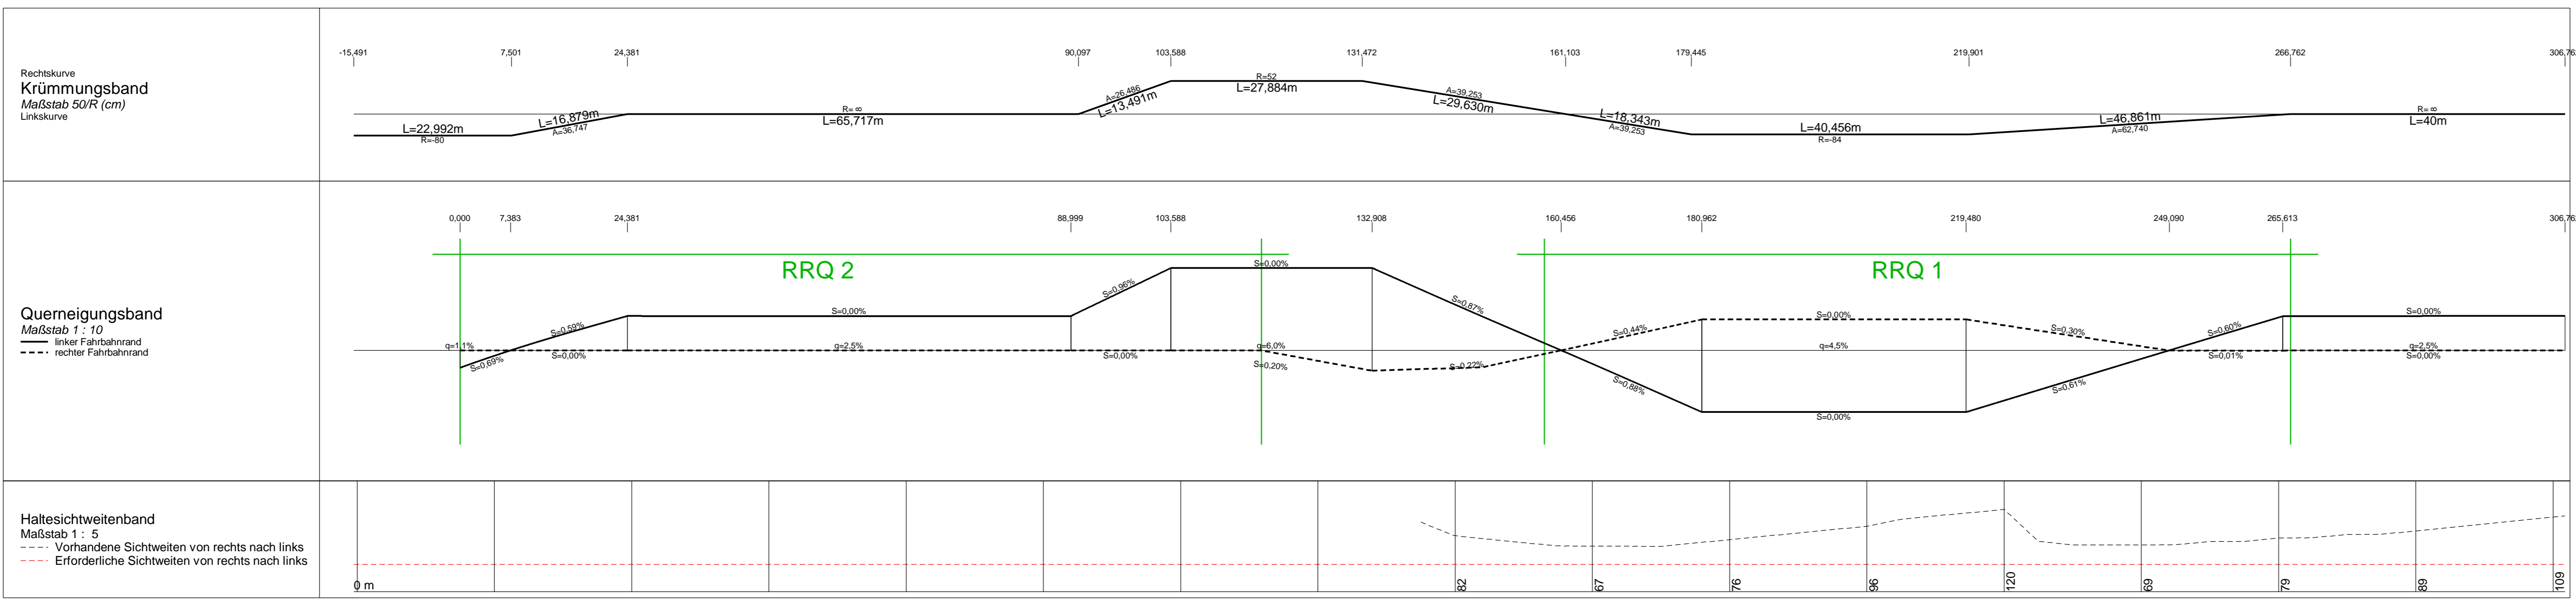 -15,491 7,501 24,381 90,097 103,588 131,472 161,103 179,445 219,901 266,762 306,76
Rechtskurve
Krümmungsband
Maßstab 50/R (cm)
Linkskurve
L=22,992m
R=-80
L=16,879m
A=36,747
R= ∞
L=65,717m
A=26,486
L=13,491m
R=52
L=27,884m
A=39,253
L=29,630m
L=18,343m
A=39,253
L=40,456m
R=-84
L=46,861m
A=62,740
R= ∞
L=40m
0,000 7,383 24,381 88,999 103,588 132,908 160,456 180,962 219,480 249,090 265,613 306,76
RRQ 2
RRQ 1
Querneigungsband
Maßstab 1 : 10
linker Fahrbahnrand
rechter Fahrbahnrand
q=1,1%
S=0,69%
S=0,59%
S=0,00%
S=0,00%
q=2,5%
S=0,96%
S=0,00%
S=0,00%
q=6,0%
S=0,20%
S=0,87%
S=0,22%
S=0,44%
S=0,88%
S=0,00%
q=4,5%
S=0,00%
S=0,30%
S=0,61%
S=0,60%
S=0,01%
S=0,00%
q=2,5%
S=0,00%
Haltesichtweitenband
Maßstab 1 : 5
Vorhandene Sichtweiten von rechts nach links
Erforderliche Sichtweiten von rechts nach links
0 m 82 67 76 96 120 69 79 89 109